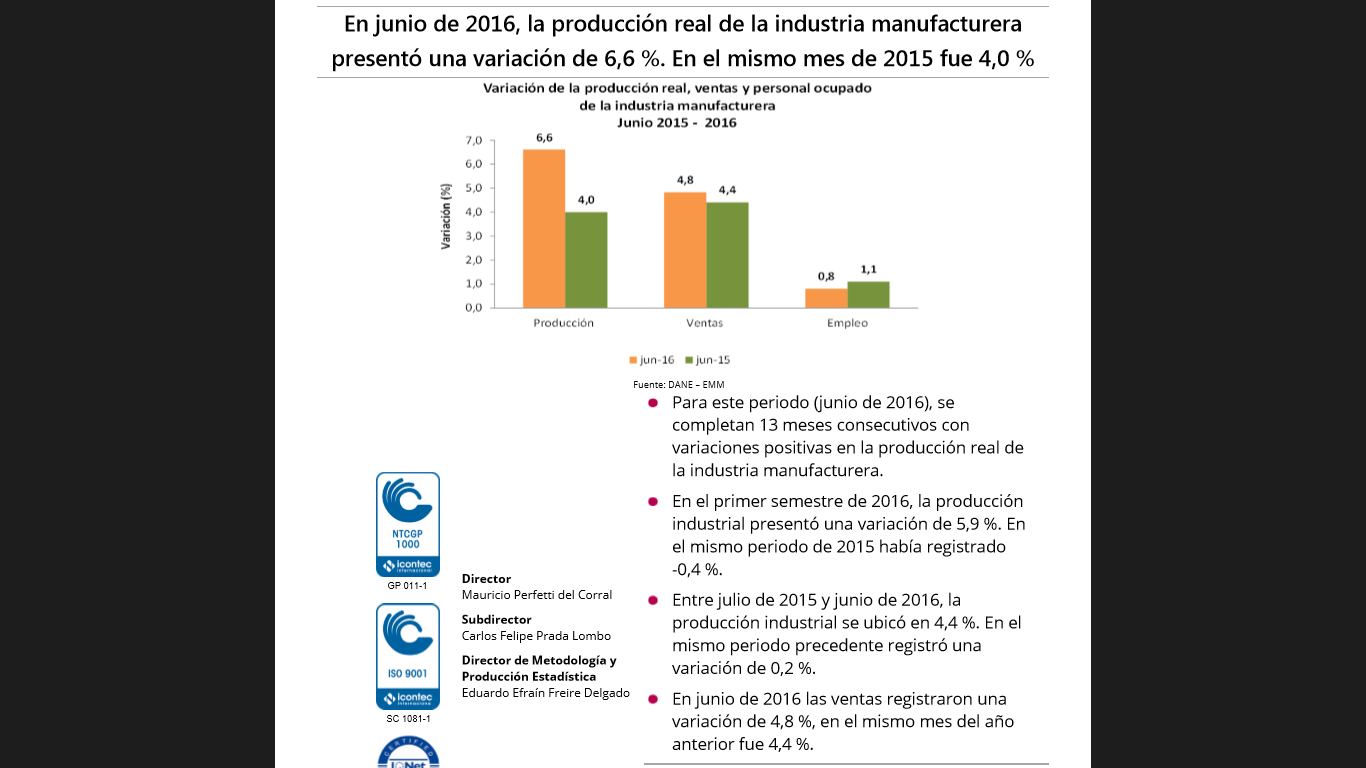 En junio de 2016, la producción real de la industria manufacturera
presentó una variación de 6,6 %. En el mismo mes de 2015 fue 4,0 %
Variación de la producción real, ventas y personal ocupado
de la industria manufacturera
Junio 2015 - 2016
Variación (%)
7,0
6,0
5,0
4,0
3,0
2,0
1,0
0,0
6,6
4,0
4,8
4,4
0,8
1,1
Producción
Ventas
Empleo
jun-16
jun-15
Fuente: DANE – EMM
Para este periodo (junio de 2016), se
completan 13 meses consecutivos con
variaciones positivas en la producción real de
la industria manufacturera.
En el primer semestre de 2016, la producción
industrial presentó una variación de 5,9 %. En
el mismo periodo de 2015 había registrado
-0,4 %.
Entre julio de 2015 y junio de 2016, la
producción industrial se ubicó en 4,4 %. En el
mismo periodo precedente registró una
variación de 0,2 %.
En junio de 2016 las ventas registraron una
variación de 4,8 %, en el mismo mes del año
anterior fue 4,4 %.
NTCGP
1000
icontec
internacional
GP 011-1
ISO 9001
icontec
internacional
SC 1081-1
CERTIFIED
IQNet
Director
Mauricio Perfetti del Corral
Subdirector
Carlos Felipe Prada Lombo
Director de Metodología y
Producción Estadística
Eduardo Efraín Freire Delgado